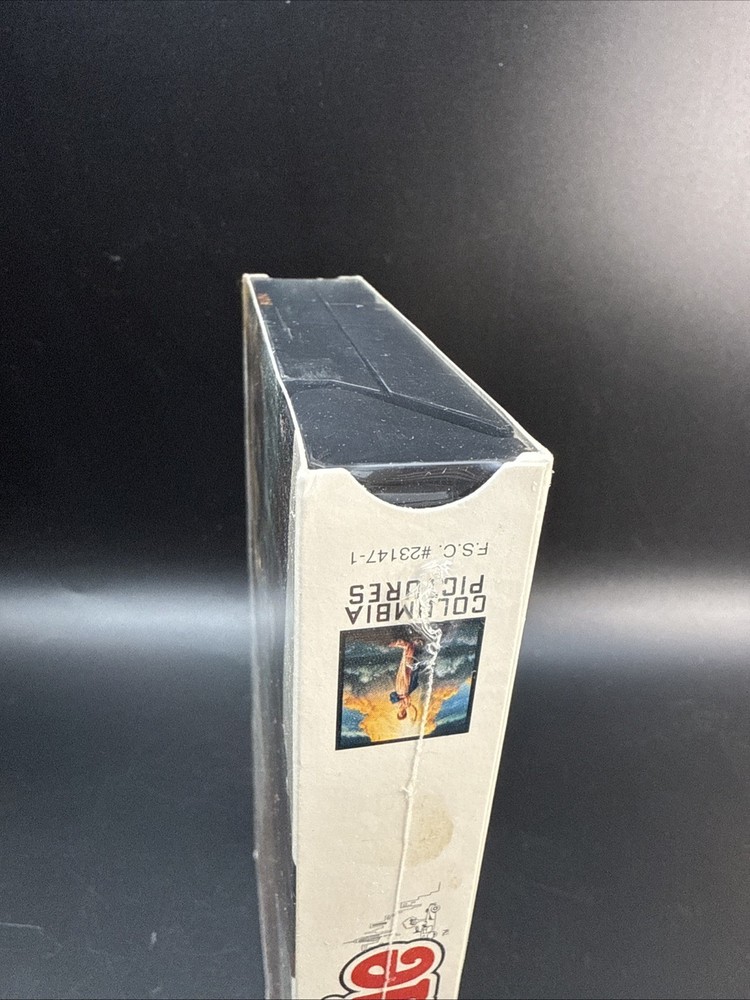 COLUMBIA
PICTURES
F.S.C. #23147-1